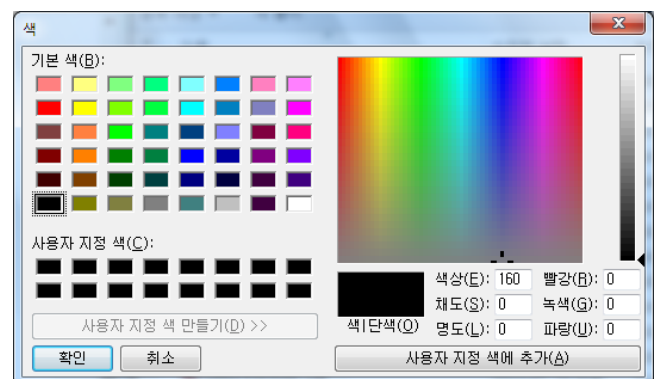 색
기본 색(B):
사용자 지정 색(C):
사용자 지정 색 만들기(D) >>
확인
취소
색|단색(O)
색상(E): 160
채도(S): 0
명도(L): 0
빨강(R): 0
녹색(G): 0
파랑(U): 0
사용자 지정 색에 추가(A)